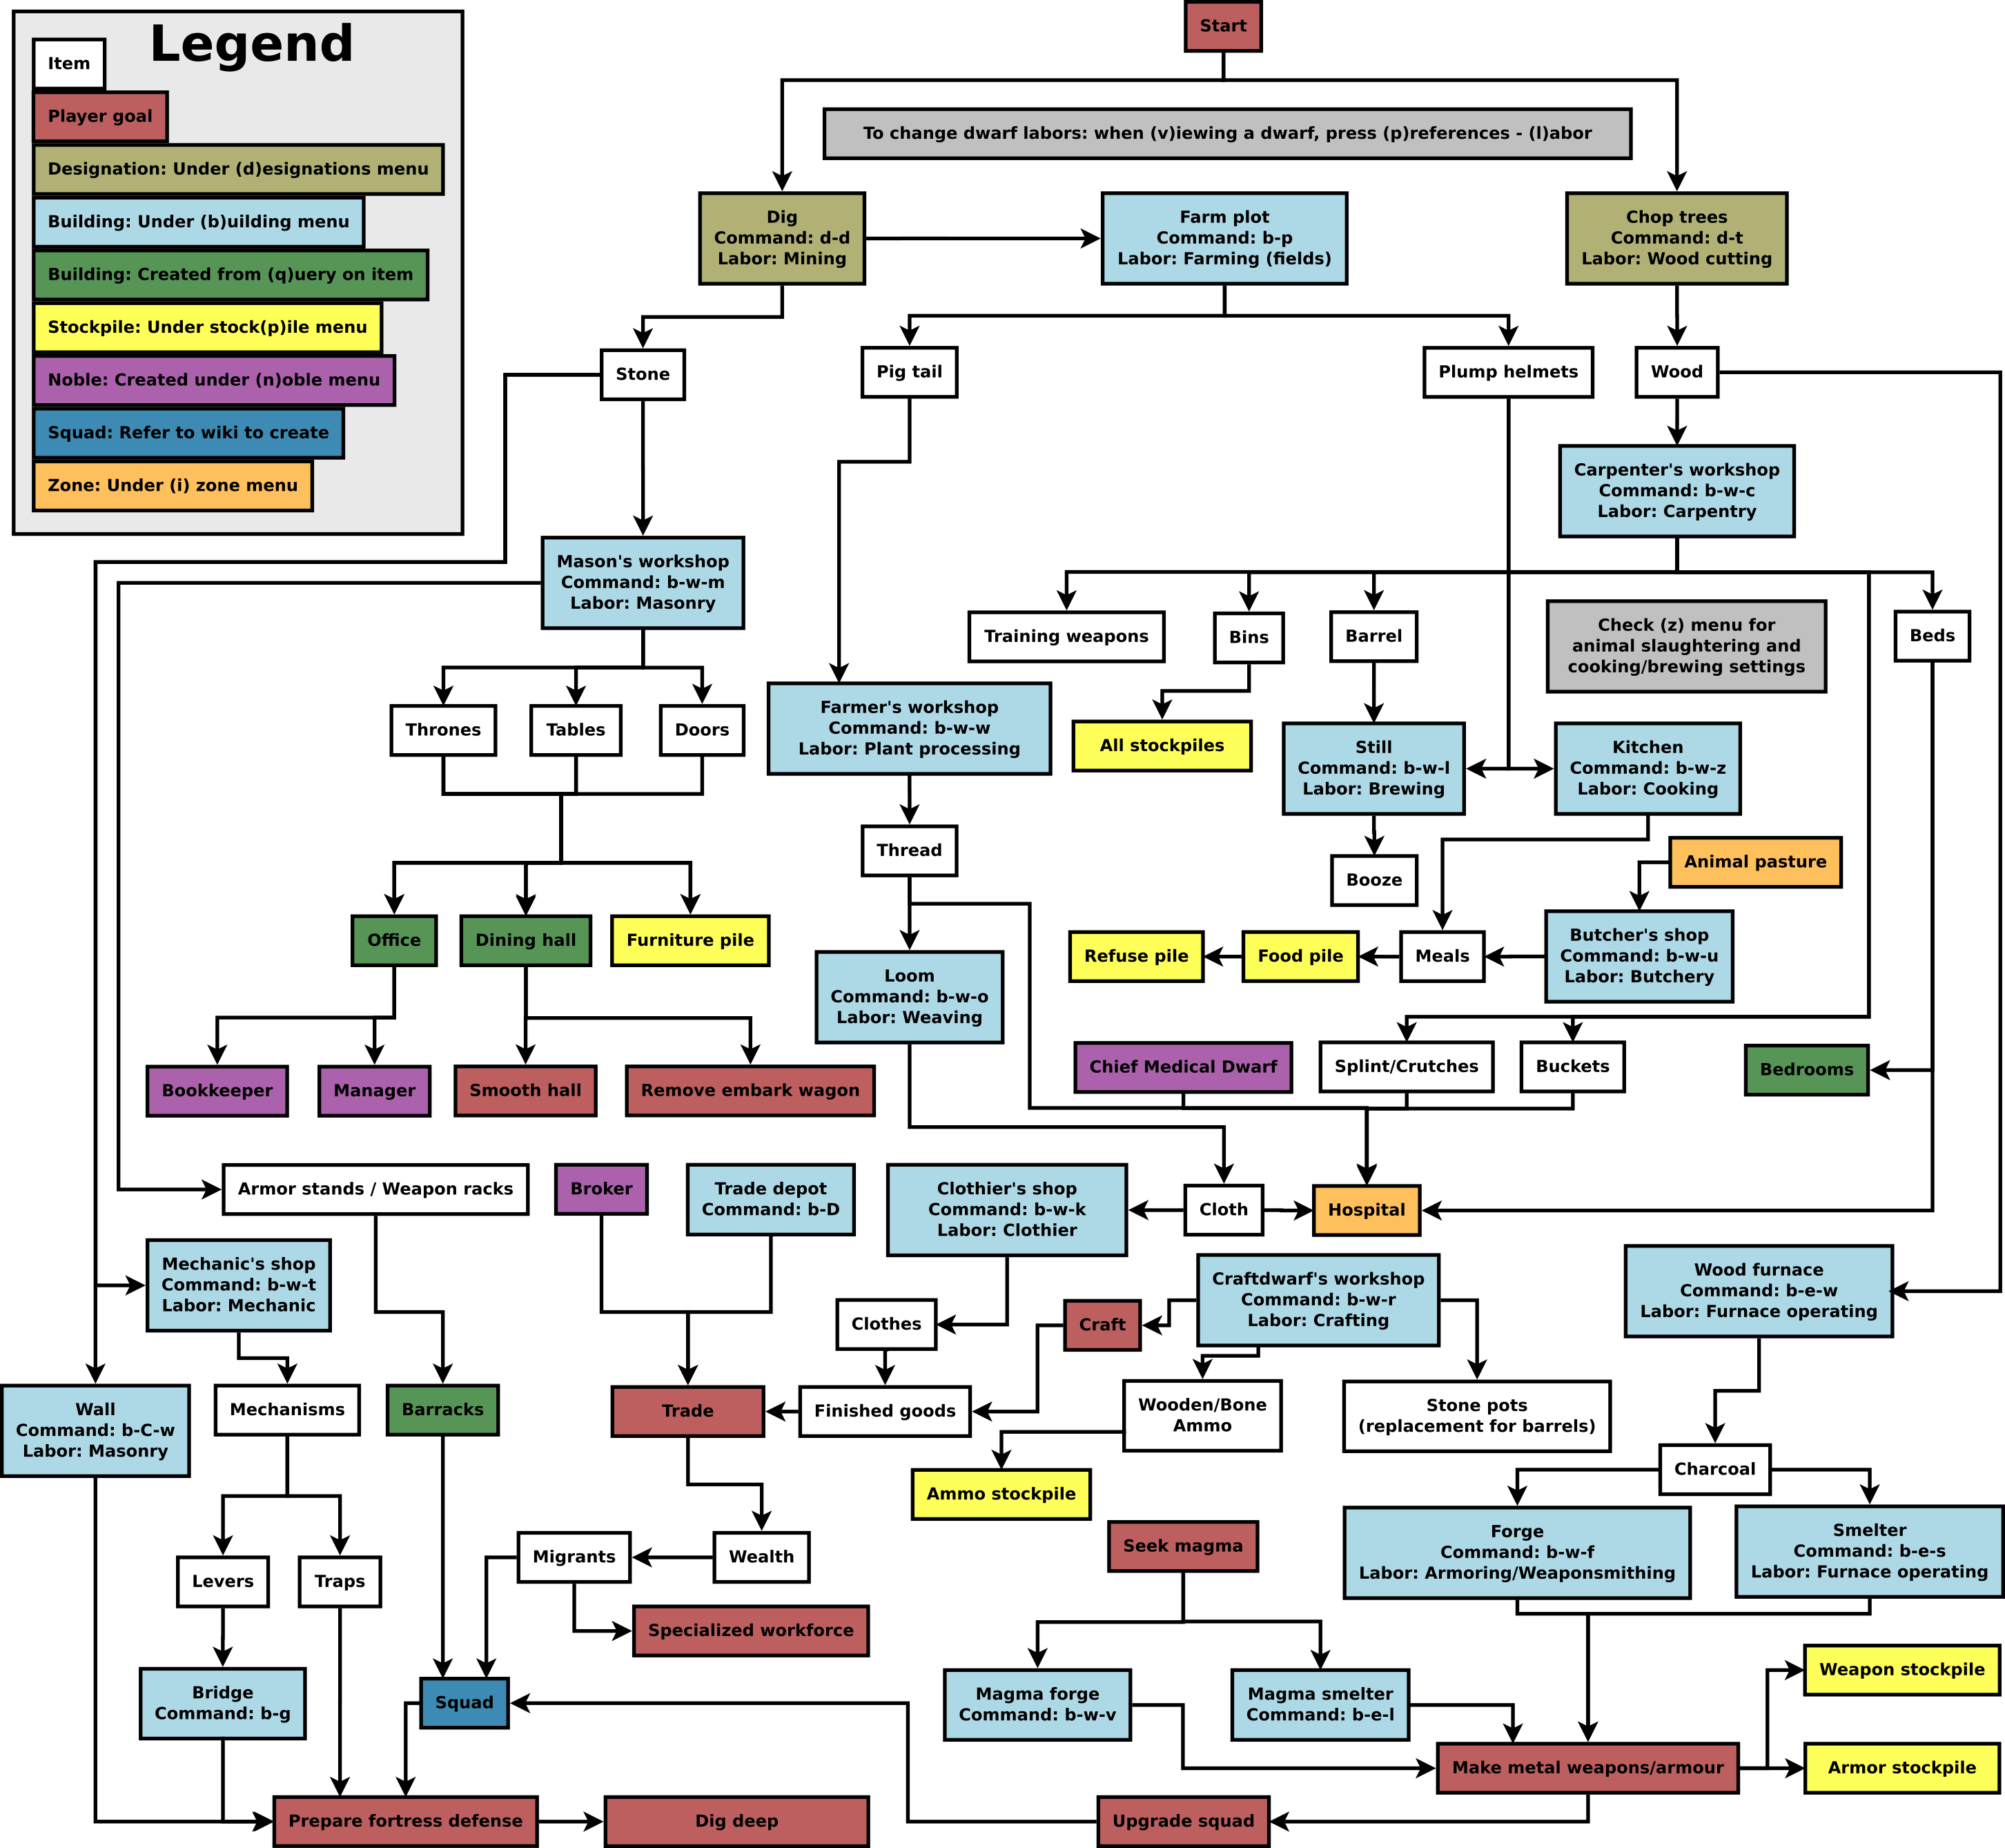 Legend
Item
Player goal
Designation: Under (d)esignations menu
Building: Under (b)uilding menu
Building: Created from (q)uery on item
Stockpile: Under stock(p)ile menu
Noble: Created under (n)oble menu
Squad: Refer to wiki to create
Zone: Under (i) zone menu
Start
To change dwarf labors: when (v)iewing a dwarf, press (p)references - (l)abor
Dig
Command: d-d
Labor: Mining
Farm plot
Command: b-p
Labor: Farming (fields)
Chop trees
Command: d-t
Labor: Wood cutting
Stone
Pig tail
Plump helmets
Wood
Carpenter's workshop
Command: b-w-c
Labor: Carpentry
Mason's workshop
Command: b-w-m
Labor: Masonry
Training weapons
Bins
Barrel
Check (z) menu for
animal slaughtering and
cooking/brewing settings
Beds
Thrones
Tables
Doors
Farmer's workshop
Command: b-w-w
Labor: Plant processing
All stockpiles
Still
Command: b-w-l
Labor: Brewing
Kitchen
Command: b-w-z
Labor: Cooking
Thread
Booze
Animal pasture
Office
Dining hall
Furniture pile
Loom
Command: b-w-o
Labor: Weaving
Refuse pile
Food pile
Meals
Butcher's shop
Command: b-w-u
Labor: Butchery
Bookkeeper
Manager
Smooth hall
Remove embark wagon
Chief Medical Dwarf
Splint/Crutches
Buckets
Bedrooms
Armor stands / Weapon racks
Broker
Trade depot
Command: b-D
Clothier's shop
Command: b-w-k
Labor: Clothier
Cloth
Hospital
Mechanic's shop
Command: b-w-t
Labor: Mechanic
Clothes
Craft
Craftdwarf's workshop
Command: b-w-r
Labor: Crafting
Wood furnace
Command: b-e-w
Labor: Furnace operating
Wall
Command: b-C-w
Labor: Masonry
Mechanisms
Barracks
Trade
Finished goods
Wooden/Bone
Ammo
Stone pots
(replacement for barrels)
Charcoal
Ammo stockpile
Seek magma
Forge
Command: b-w-f
Labor: Armoring/Weaponsmithing
Smelter
Command: b-e-s
Labor: Furnace operating
Levers
Traps
Migrants
Wealth
Specialized workforce
Bridge
Command: b-g
Squad
Magma forge
Command: b-w-v
Magma smelter
Command: b-e-l
Weapon stockpile
Make metal weapons/armour
Armor stockpile
Prepare fortress defense
Dig deep
Upgrade squad